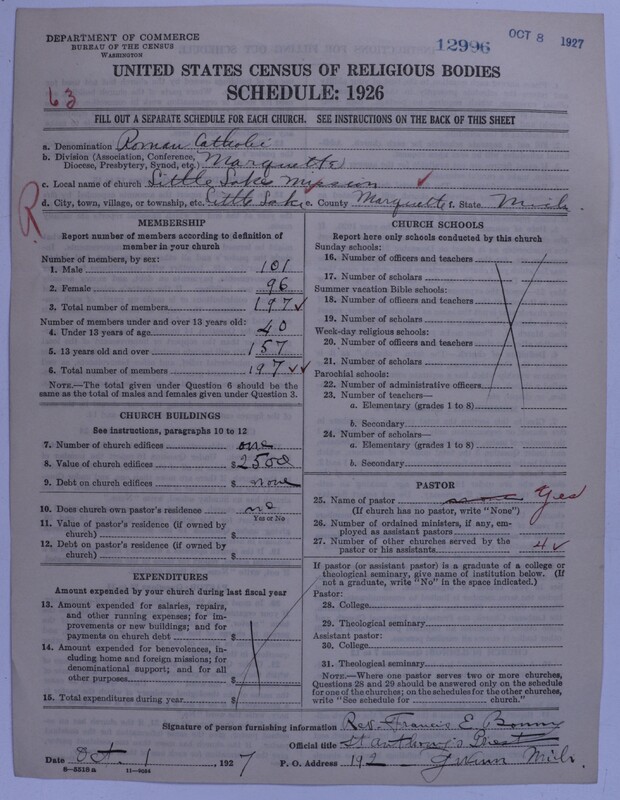 DEPARTMENT OF COMMERCE
BUREAU OF THE CENSUS
WASHINGTON
12996
OCT 8 1927
UNITED STATES CENSUS OF RELIGIOUS BODIES
SCHEDULE: 1926
63
FILL OUT A SEPARATE SCHEDULE FOR EACH CHURCH. SEE INSTRUCTIONS ON THE BACK OF THIS SHEET
a. Denomination Roman Catholic
b. Division (Association, Conference, Diocese, Presbytery, Synod, etc.) Marquette
c. Local name of church Little Lake Mission ✓
R
d. City, town, village, or township, etc. Little Lake e. County Marquette f. State Mich.
MEMBERSHIP
Report number of members according to definition of member in your church
Number of members, by sex:
1. Male 101
2. Female 96
3. Total number of members 197 ✓
Number of members under and over 13 years old:
4. Under 13 years of age 40
5. 13 years old and over 157
6. Total number of members 197 ✓✓
NOTE.—The total given under Question 6 should be the same as the total of males and females given under Question 3.
CHURCH BUILDINGS
See instructions, paragraphs 10 to 12
7. Number of church edifices one
8. Value of church edifices $2500
9. Debt on church edifices $ none
10. Does church own pastor's residence? no
Yes or No
11. Value of pastor's residence (if owned by church) $
12. Debt on pastor's residence (if owned by church) $
EXPENDITURES
Amount expended by your church during last fiscal year
13. Amount expended for salaries, repairs, and other running expenses; for improvements or new buildings; and for payments on church debt $
14. Amount expended for benevolences, including home and foreign missions; for denominational support; and for all other purposes $
15. Total expenditures during year $
CHURCH SCHOOLS
Report here only schools conducted by this church
Sunday schools:
16. Number of officers and teachers
17. Number of scholars
Summer vacation Bible schools:
18. Number of officers and teachers
19. Number of scholars
Week-day religious schools:
20. Number of officers and teachers
21. Number of scholars
Parochial schools:
22. Number of administrative officers
23. Number of teachers—
a. Elementary (grades 1 to 8)
b. Secondary
24. Number of scholars—
a. Elementary (grades 1 to 8)
b. Secondary
PASTOR
25. Name of pastor Yes
(If church has no pastor, write "None")
26. Number of ordained ministers, if any, employed as assistant pastors
27. Number of other churches served by the pastor or his assistants 4 ✓
If pastor (or assistant pastor) is a graduate of a college or theological seminary, give name of institution below. (If not a graduate, write "No" in the space indicated.)
Pastor:
28. College
29. Theological seminary
Assistant pastor:
30. College
31. Theological seminary
NOTE.—Where one pastor serves two or more churches, Questions 28 and 29 should be answered only on the schedule for one of the churches; on the schedules for the other churches, write "See schedule for church."
Signature of person furnishing information Rev. Francis E.
Official title St Anthony's
Date Oct. 1, 1927 P. O. Address 192 Gwinn Mich.
8—5518a 11—9064